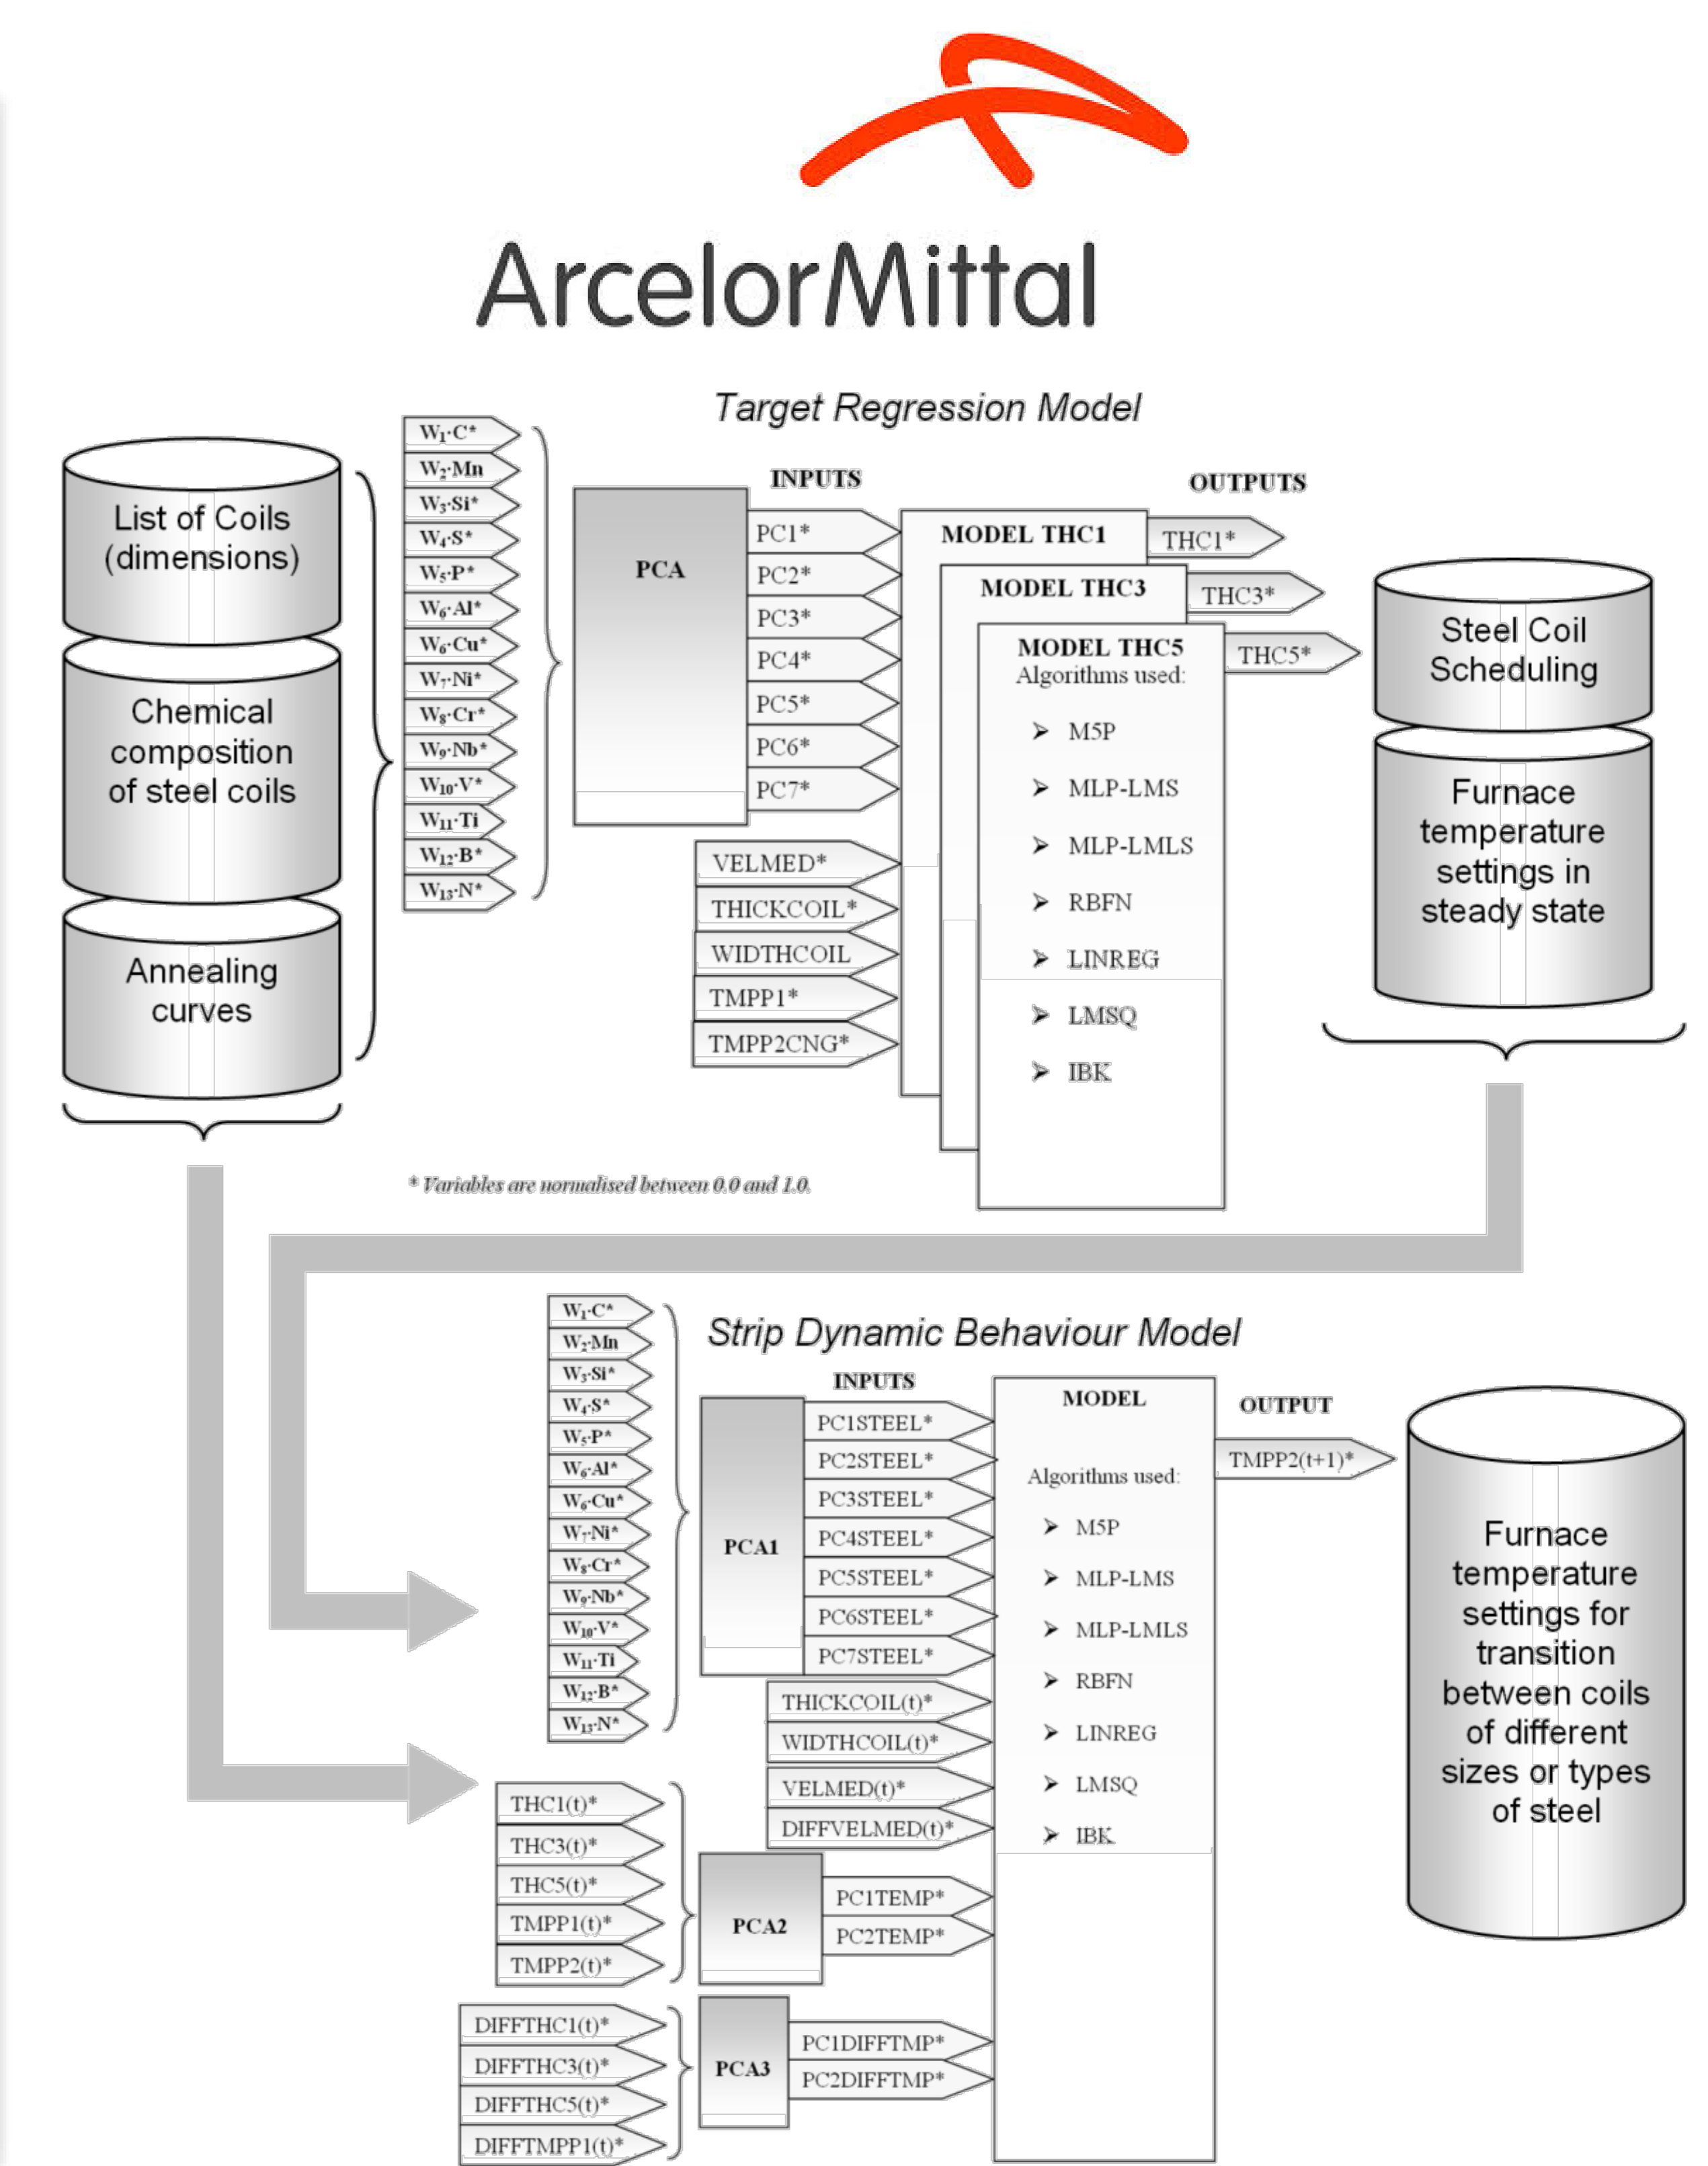 ArcelorMittal
Target Regression Model
List of Coils
(dimensions)
Chemical
composition
of steel coils
Annealing
curves
W₁·C*
W₂·Mn
W₃·Si*
W₄·S*
W₅·P*
W₆·Al*
W₆·Cu*
W₇·Ni*
W₈·Cr*
W₉·Nb*
W₁₀·V*
W₁₁·Ti
W₁₂·B*
W₁₃·N*
PCA
INPUTS
PC1*
PC2*
PC3*
PC4*
PC5*
PC6*
PC7*
VELMED*
THICKCOIL*
WIDTHCOIL
TMPP1*
TMPP2CNG*
MODEL THC1
MODEL THC3
MODEL THC5
Algorithms used:
➢ M5P
➢ MLP-LMS
➢ MLP-LMLS
➢ RBFN
➢ LINREG
➢ LMSQ
➢ IBK
OUTPUTS
THC1*
THC3*
THC5*
Steel Coil
Scheduling
Furnace
temperature
settings in
steady state
* Variables are normalised between 0.0 and 1.0.
Strip Dynamic Behaviour Model
W₁·C*
W₂·Mn
W₃·Si*
W₄·S*
W₅·P*
W₆·Al*
W₆·Cu*
W₇·Ni*
W₈·Cr*
W₉·Nb*
W₁₀·V*
W₁₁·Ti
W₁₂·B*
W₁₃·N*
PCA1
INPUTS
PC1STEEL*
PC2STEEL*
PC3STEEL*
PC4STEEL*
PC5STEEL*
PC6STEEL*
PC7STEEL*
THICKCOIL(t)*
WIDTHCOIL(t)*
VELMED(t)*
DIFFVELMED(t)*
THC1(t)*
THC3(t)*
THC5(t)*
TMPP1(t)*
TMPP2(t)*
PCA2
PC1TEMP*
PC2TEMP*
DIFFTHC1(t)*
DIFFTHC3(t)*
DIFFTHC5(t)*
DIFFTMPP1(t)*
PCA3
PC1DIFFTMP*
PC2DIFFTMP*
MODEL
Algorithms used:
➢ M5P
➢ MLP-LMS
➢ MLP-LMLS
➢ RBFN
➢ LINREG
➢ LMSQ
➢ IBK
OUTPUT
TMPP2(t+1)*
Furnace
temperature
settings for
transition
between coils
of different
sizes or types
of steel